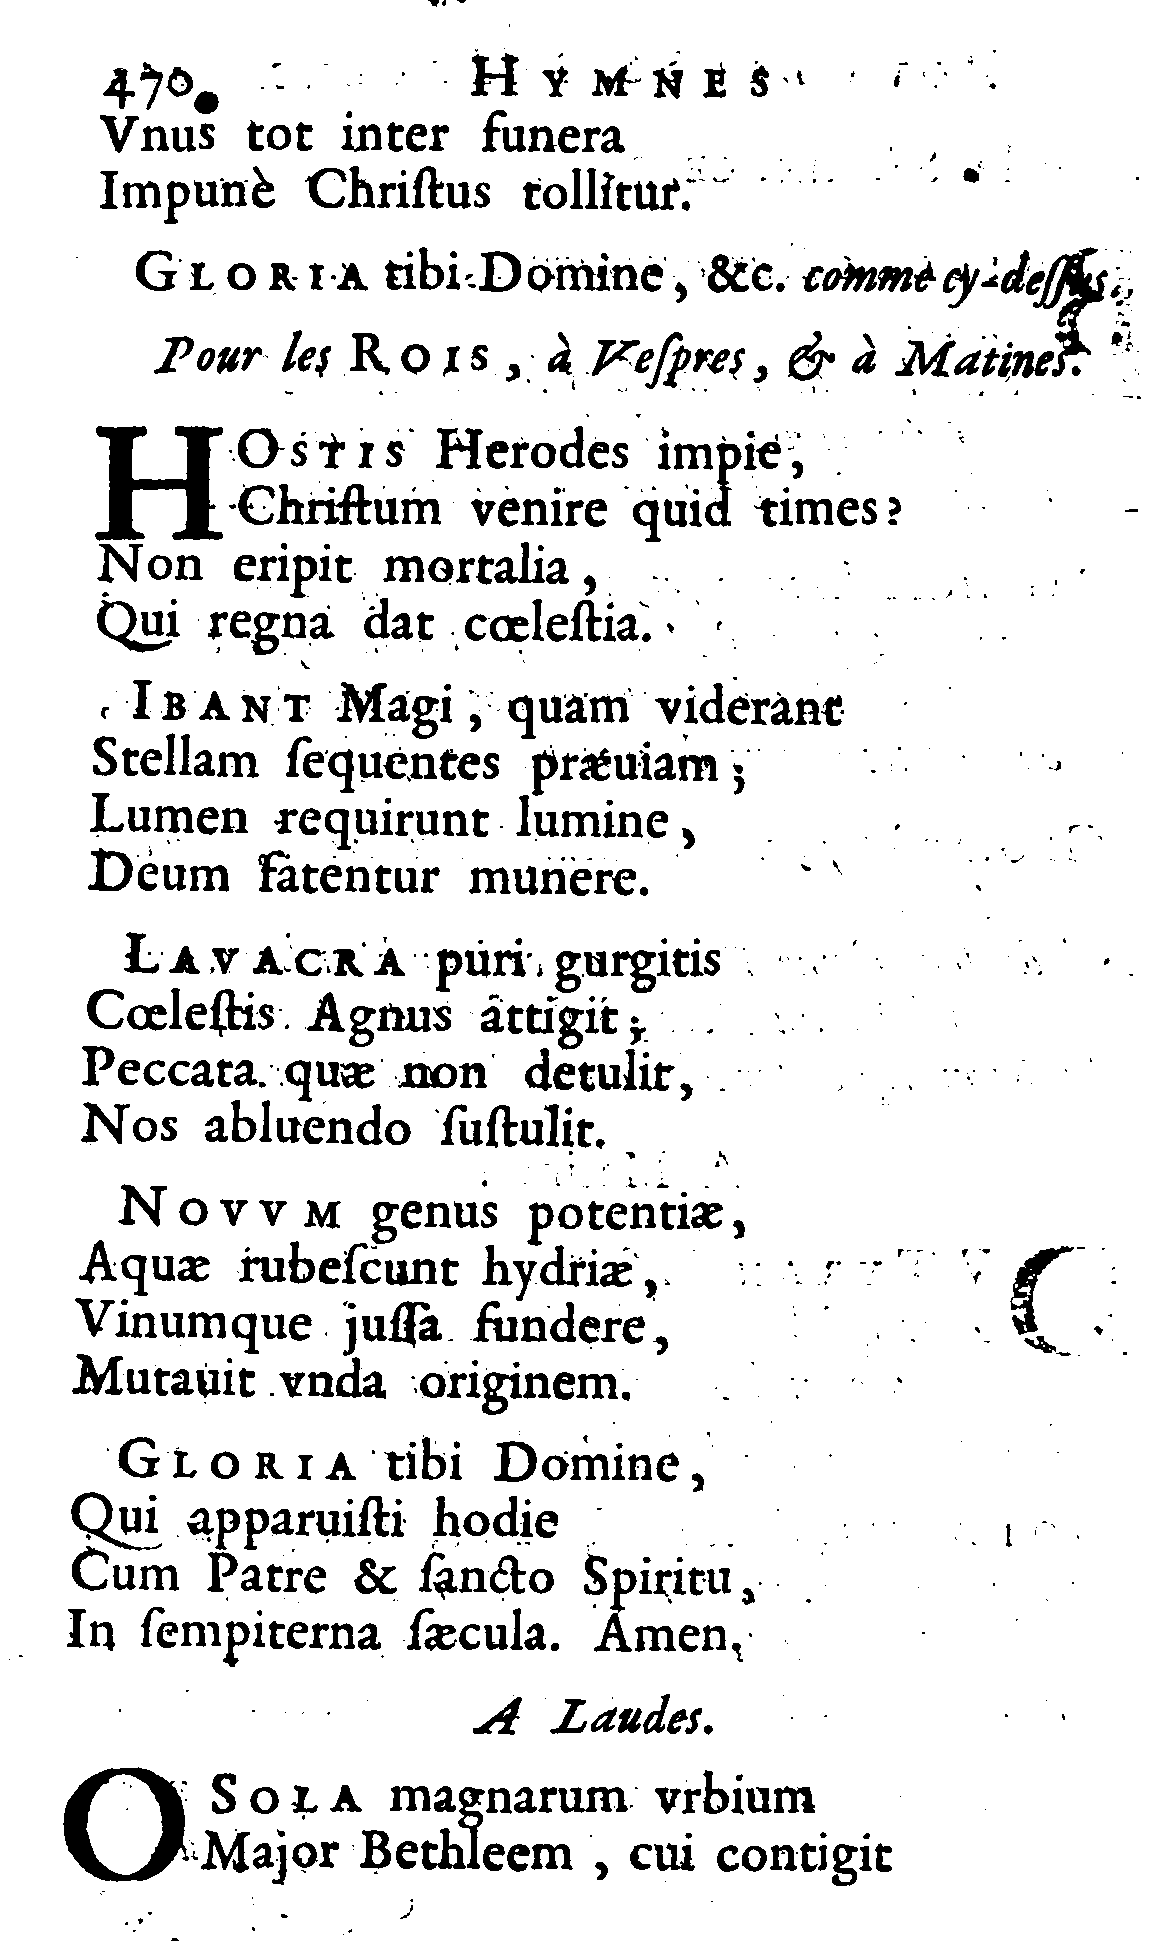 470. HYMNES
Vnus tot inter funera
Impunè Chriſtus tollitur.
GLORIA tibi Domine, &c. comme cy-deſſus.
Pour les ROIS, à Veſpres, & à Matines.
HOSTIS Herodes impie,
Chriſtum venire quid times?
Non eripit mortalia,
Qui regna dat cœleſtia.
IBANT Magi, quam viderant
Stellam ſequentes præuiam;
Lumen requirunt lumine,
Deum fatentur munere.
LAVACRA puri gurgitis
Cœleſtis Agnus attigit;
Peccata quæ non detulit,
Nos abluendo ſuſtulit.
NOVVM genus potentiæ,
Aquæ rubeſcunt hydriæ,
Vinumque juſſa fundere,
Mutauit vnda originem.
GLORIA tibi Domine,
Qui apparuiſti hodie
Cum Patre & ſancto Spiritu,
In ſempiterna ſæcula. Amen,
A Laudes.
O SOLA magnarum vrbium
Major Bethleem, cui contigit